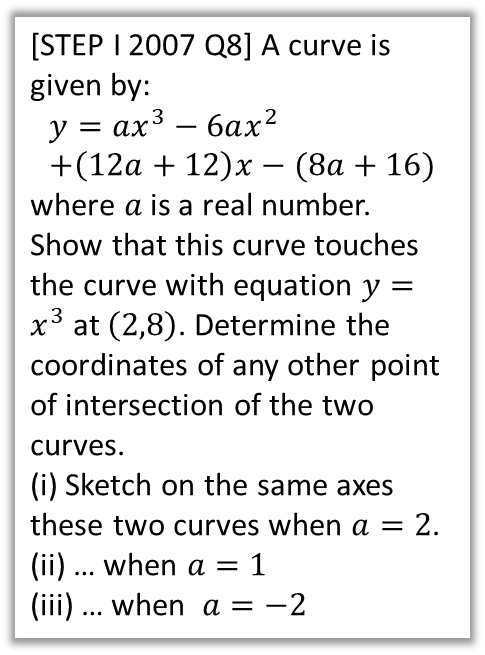 [STEP I 2007 Q8] A curve is
given by:
y = ax³ − 6ax²
+(12a + 12)x − (8a + 16)
where a is a real number.
Show that this curve touches
the curve with equation y =
x³ at (2,8). Determine the
coordinates of any other point
of intersection of the two
curves.
(i) Sketch on the same axes
these two curves when a = 2.
(ii) ... when a = 1
(iii) ... when a = −2